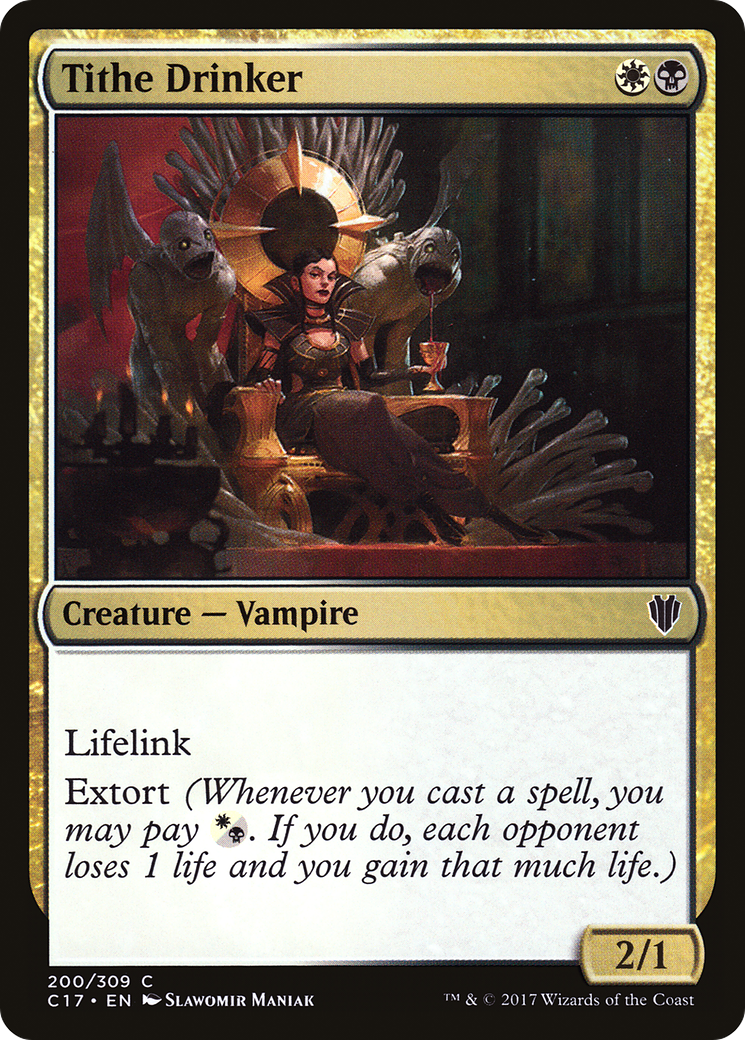 Tithe Drinker
Creature — Vampire
Lifelink
Extort (Whenever you cast a spell, you
may pay . If you do, each opponent
loses 1 life and you gain that much life.)
2/1
200/309 C
C17 • EN Slawomir Maniak
™ & © 2017 Wizards of the Coast